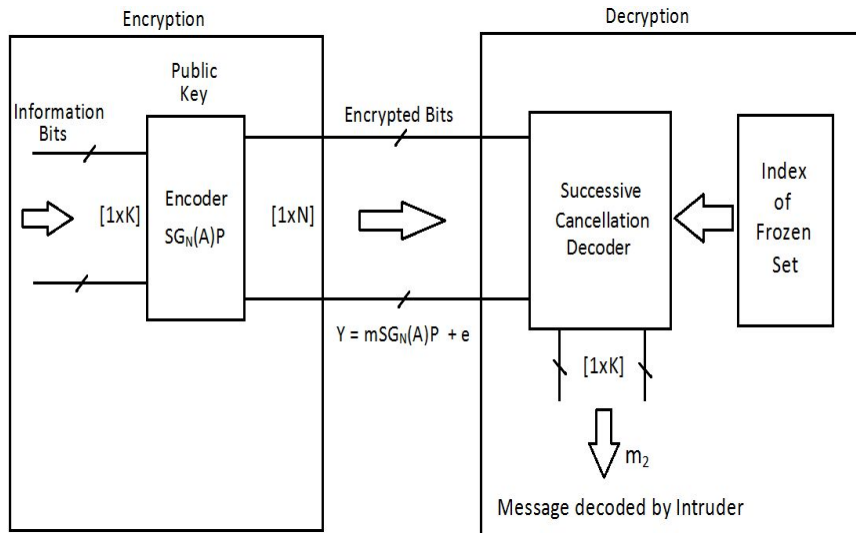 Encryption
Decryption
Public
Key
Information
Bits
Encrypted Bits
[1xK]
Encoder
SG_N(A)P
[1xN]
Successive
Cancellation
Decoder
Index
of
Frozen
Set
Y = mSG_N(A)P + e
[1xK]
m₂
Message decoded by Intruder